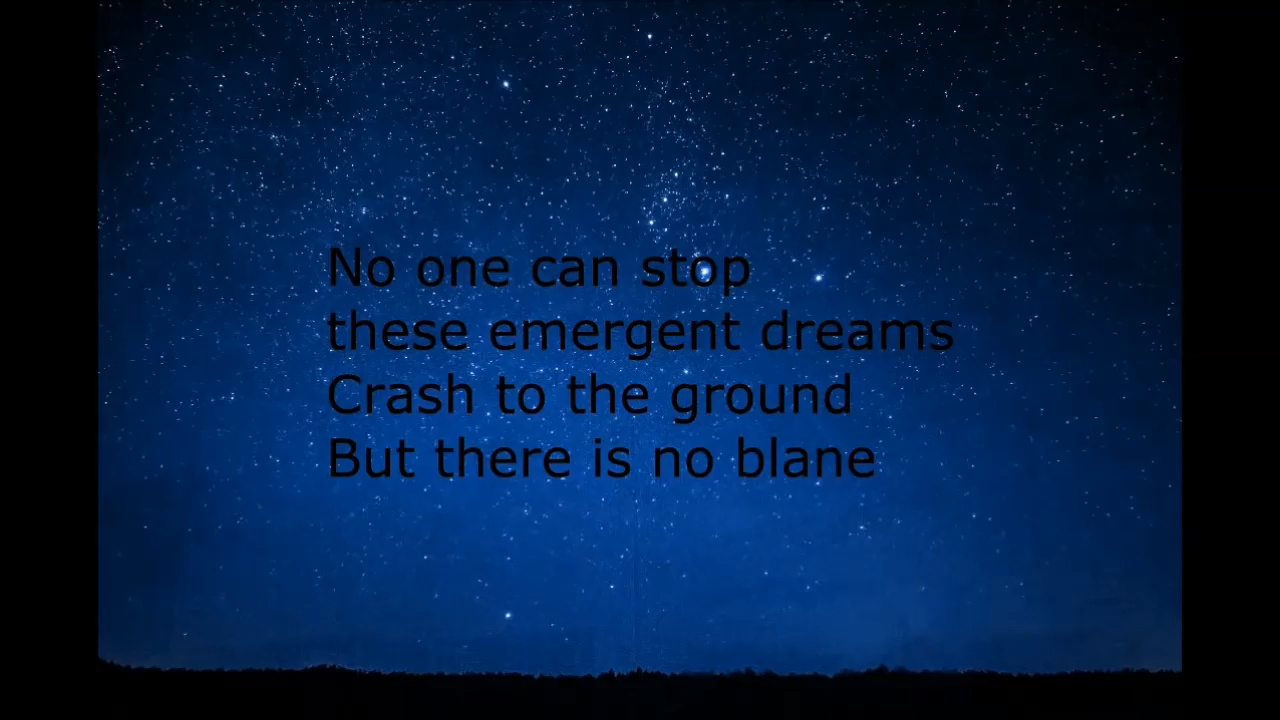 No one can stop
these emergent dreams
Crash to the ground
But there is no blane